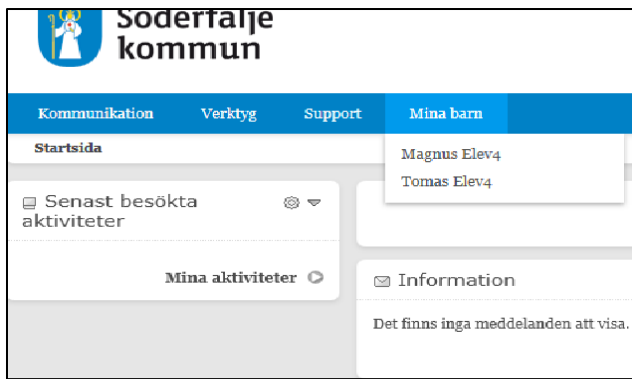 Södertälje
kommun
Kommunikation Verktyg Support Mina barn
Startsida
Magnus Elev4
Tomas Elev4
Senast besökta
aktiviteter
Mina aktiviteter
Information
Det finns inga meddelanden att visa.